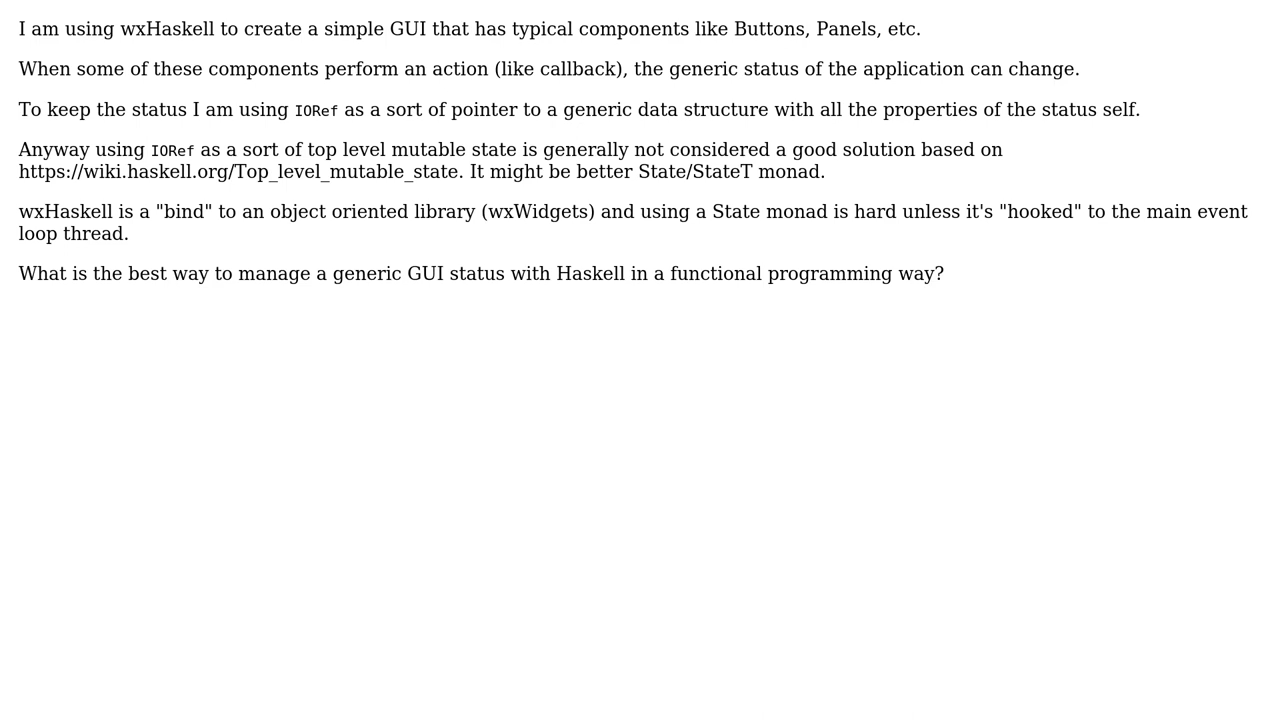 I am using wxHaskell to create a simple GUI that has typical components like Buttons, Panels, etc.
When some of these components perform an action (like callback), the generic status of the application can change.
To keep the status I am using IORef as a sort of pointer to a generic data structure with all the properties of the status self.
Anyway using IORef as a sort of top level mutable state is generally not considered a good solution based on
https://wiki.haskell.org/Top_level_mutable_state. It might be better State/StateT monad.
wxHaskell is a "bind" to an object oriented library (wxWidgets) and using a State monad is hard unless it's "hooked" to the main event
loop thread.
What is the best way to manage a generic GUI status with Haskell in a functional programming way?